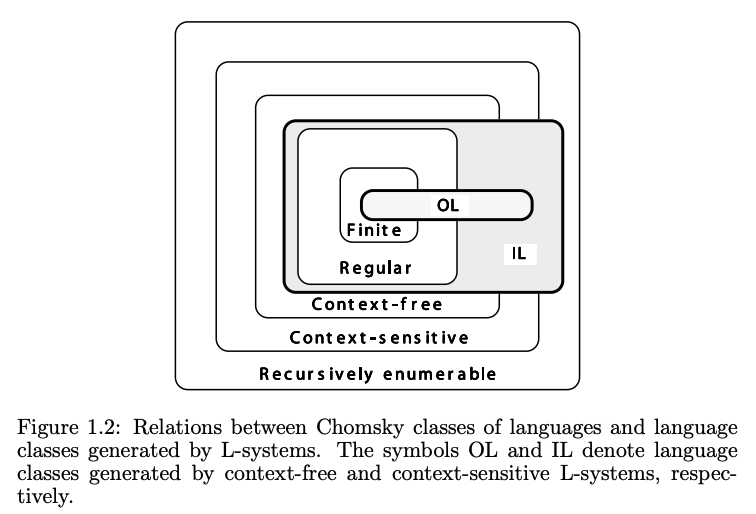 OL
Finite
IL
Regular
Context-free
Context-sensitive
Recursively enumerable
Figure 1.2: Relations between Chomsky classes of languages and language
classes generated by L-systems. The symbols OL and IL denote language
classes generated by context-free and context-sensitive L-systems, respec-
tively.